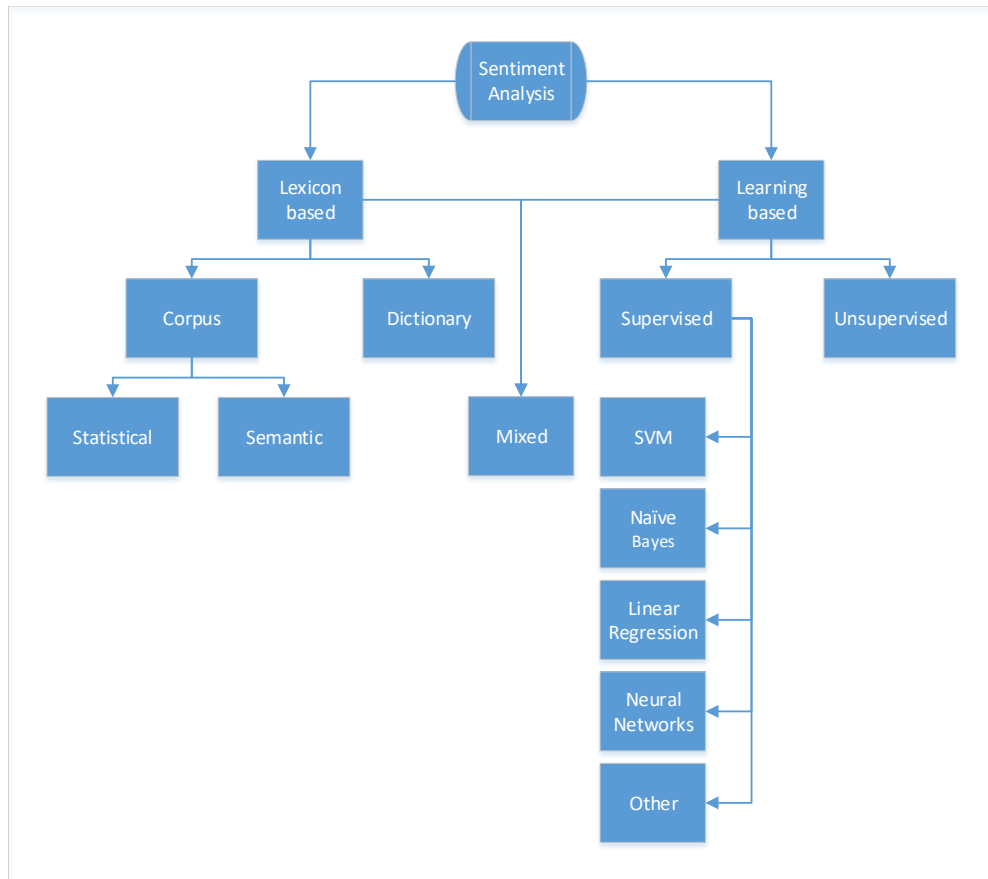 Sentiment
Analysis
Lexicon
based
Learning
based
Corpus
Dictionary
Supervised
Unsupervised
Statistical
Semantic
Mixed
SVM
Naïve
Bayes
Linear
Regression
Neural
Networks
Other